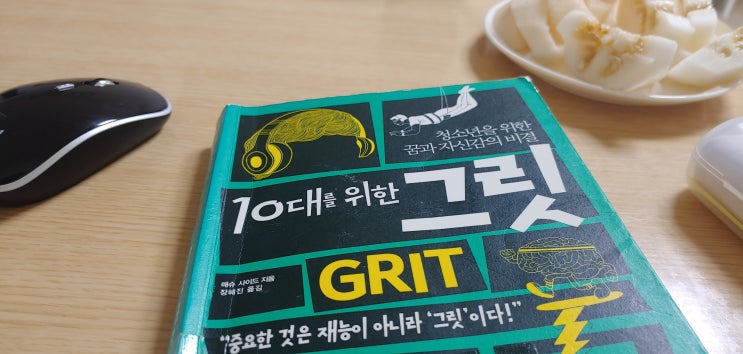 청소년을 위한
꿈과 자신감의 비결
10대를 위한 그릿
매슈 사이드 지음
장혜진 옮김
GRIT
"중요한 것은 재능이 아니라 '그릿'이다!"